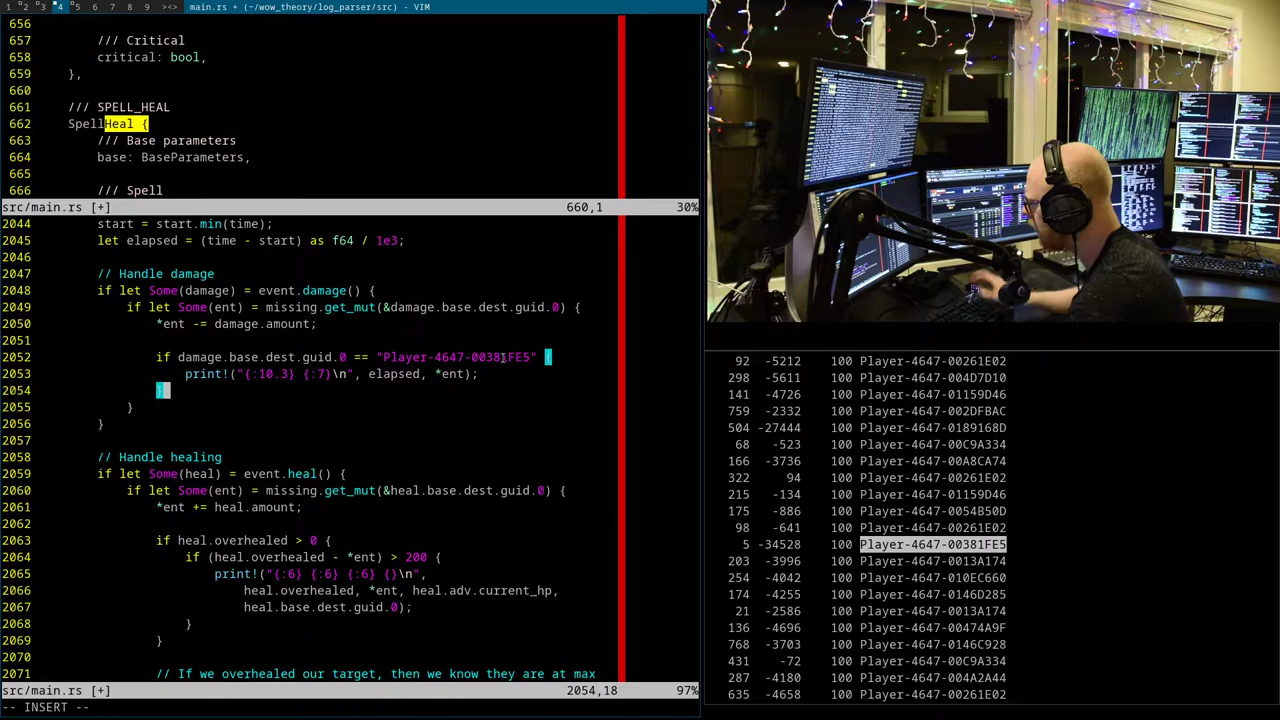 1 2 3 4 5 6 7 8 9 ><> main.rs + (~/wow_theory/log_parser/src) - VIM
656
657 /// Critical
658 critical: bool,
659 },
660
661 /// SPELL_HEAL
662 SpellHeal {
663 /// Base parameters
664 base: BaseParameters,
665
666 /// Spell
src/main.rs [+] 660,1 30%
2044 start = start.min(time);
2045 let elapsed = (time - start) as f64 / 1e3;
2046
2047 // Handle damage
2048 if let Some(damage) = event.damage() {
2049 if let Some(ent) = missing.get_mut(&damage.base.dest.guid.0) {
2050 *ent -= damage.amount;
2051
2052 if damage.base.dest.guid.0 == "Player-4647-00381FE5" {
2053 print!("{:10.3} {:7}\n", elapsed, *ent);
2054 }
2055 }
2056 }
2057
2058 // Handle healing
2059 if let Some(heal) = event.heal() {
2060 if let Some(ent) = missing.get_mut(&heal.base.dest.guid.0) {
2061 *ent += heal.amount;
2062
2063 if heal.overhealed > 0 {
2064 if (heal.overhealed - *ent) > 200 {
2065 print!("{:6} {:6} {:6} {}\n",
2066 heal.overhealed, *ent, heal.adv.current_hp,
2067 heal.base.dest.guid.0);
2068 }
2069 }
2070
2071 // If we overhealed our target, then we know they are at max
src/main.rs [+] 2054,18 97%
-- INSERT --
92 -5212 100 Player-4647-00261E02
298 -5611 100 Player-4647-004D7D10
141 -4726 100 Player-4647-01159D46
759 -2332 100 Player-4647-002DFBAC
504 -27444 100 Player-4647-0189168D
68 -523 100 Player-4647-00C9A334
166 -3736 100 Player-4647-00A8CA74
322 94 100 Player-4647-00261E02
215 -134 100 Player-4647-01159D46
175 -886 100 Player-4647-0054B50D
98 -641 100 Player-4647-00261E02
5 -34528 100 Player-4647-00381FE5
203 -3996 100 Player-4647-0013A174
254 -4042 100 Player-4647-010EC660
174 -4255 100 Player-4647-0146D285
21 -2586 100 Player-4647-0013A174
136 -4696 100 Player-4647-00474A9F
768 -3703 100 Player-4647-0146C928
431 -72 100 Player-4647-00C9A334
287 -4180 100 Player-4647-004A2A44
635 -4658 100 Player-4647-00261E02